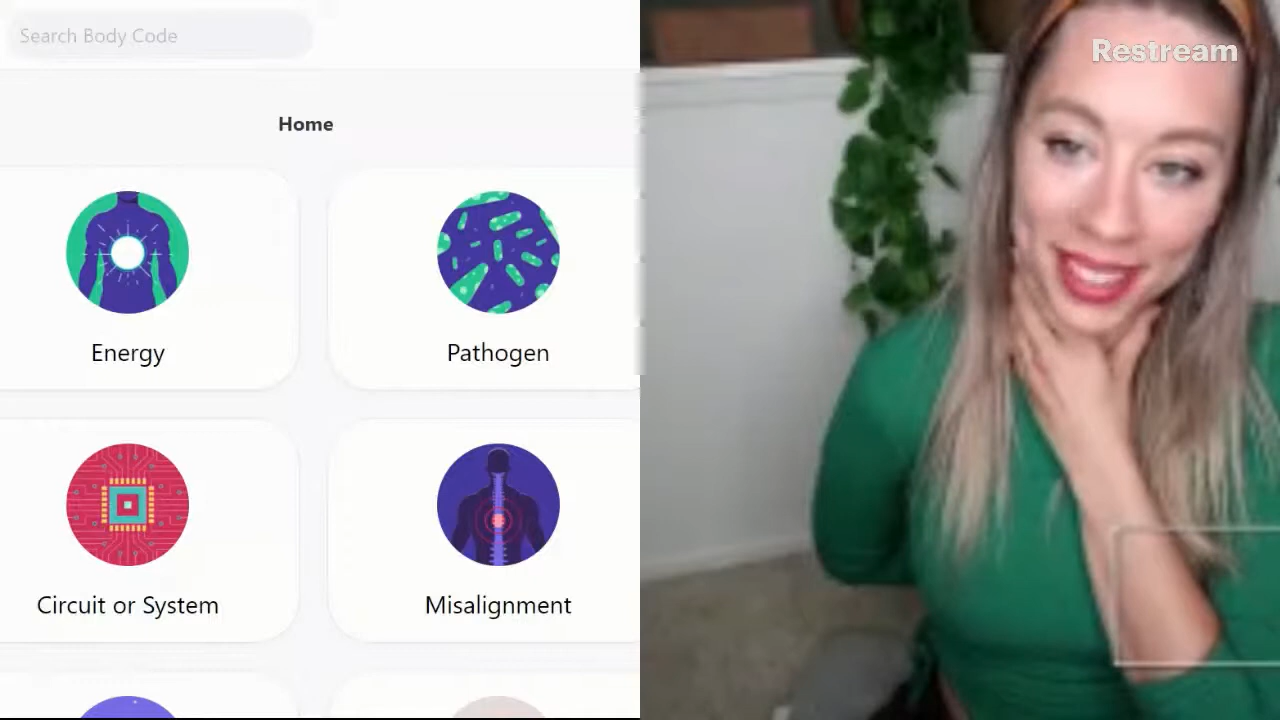 Search Body Code
Restream
Home
Energy
Pathogen
Circuit or System
Misalignment